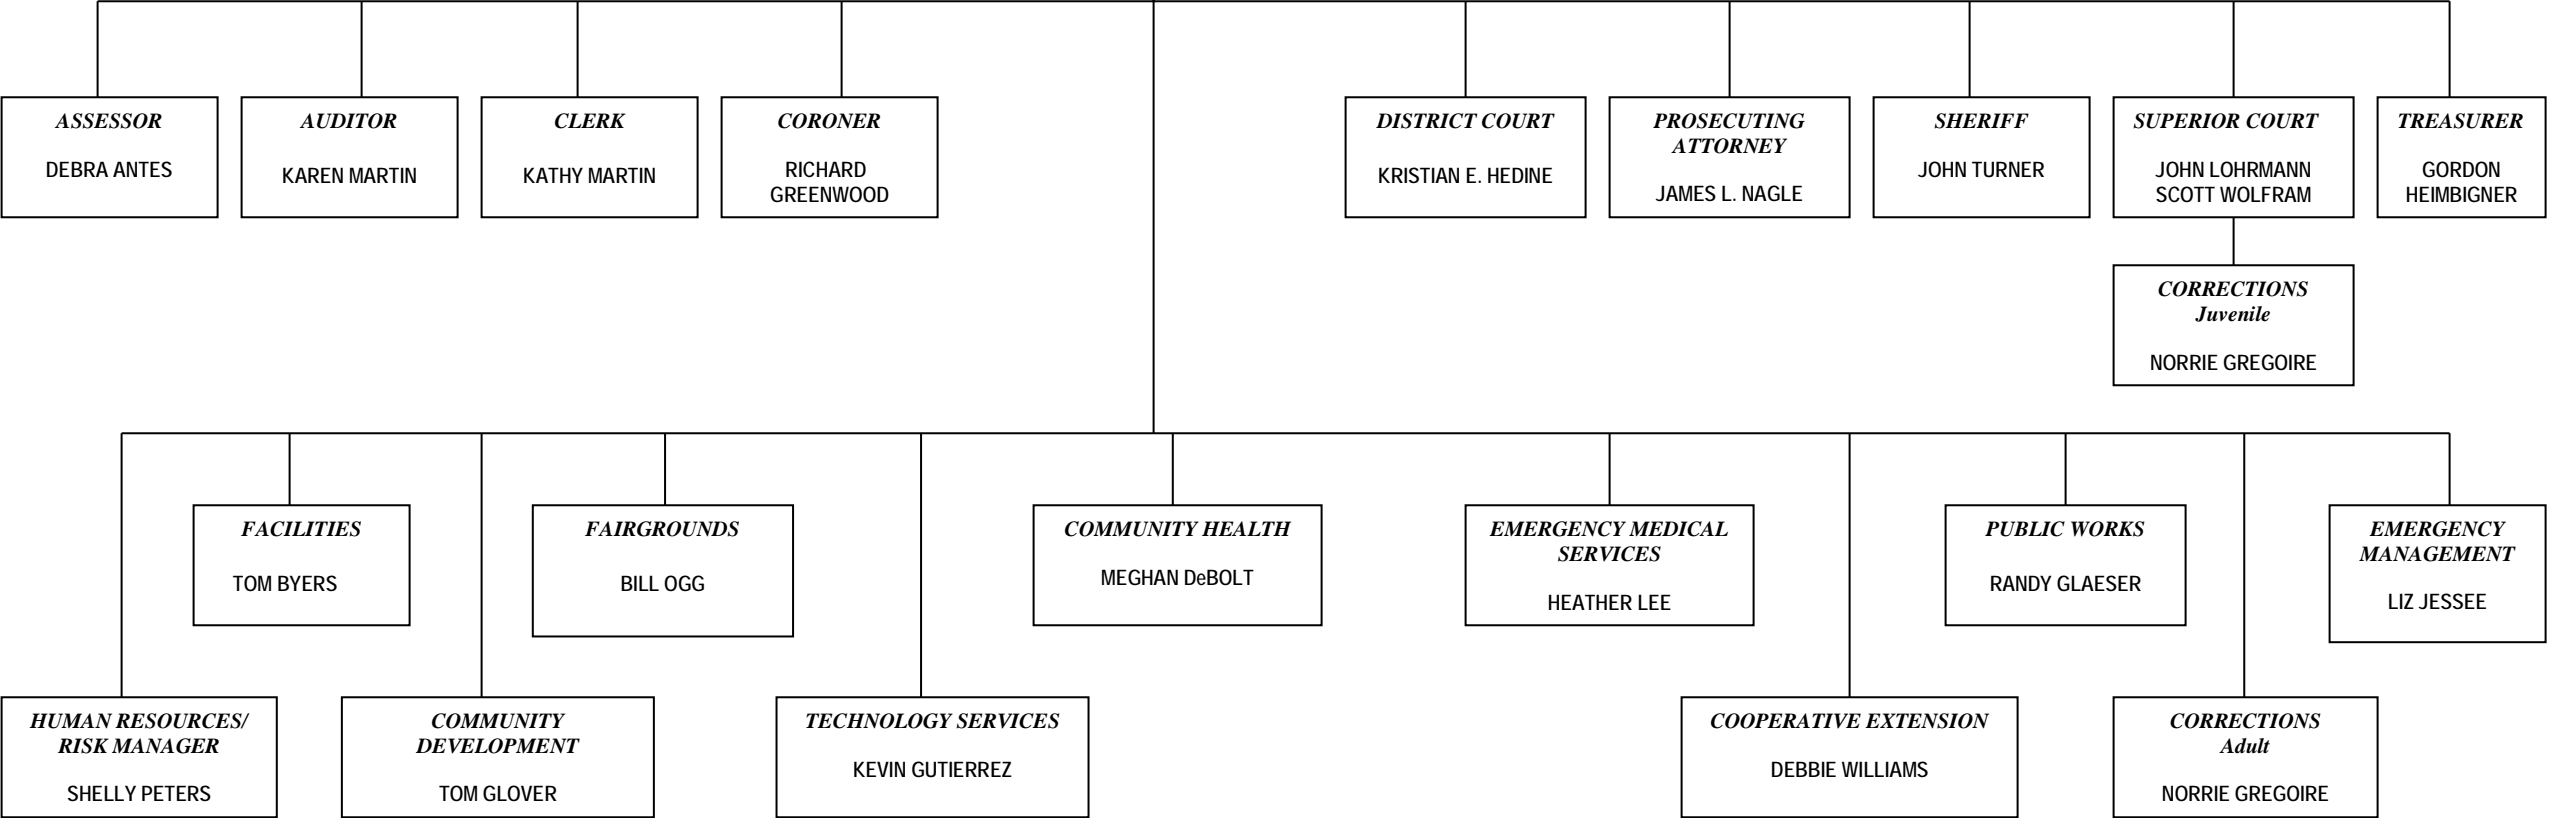 ASSESSOR
DEBRA ANTES
AUDITOR
KAREN MARTIN
CLERK
KATHY MARTIN
CORONER
RICHARD
GREENWOOD
DISTRICT COURT
KRISTIAN E. HEDINE
PROSECUTING
ATTORNEY
JAMES L. NAGLE
SHERIFF
JOHN TURNER
SUPERIOR COURT
JOHN LOHRMANN
SCOTT WOLFRAM
TREASURER
GORDON
HEIMBIGNER
CORRECTIONS
Juvenile
NORRIE GREGOIRE
FACILITIES
TOM BYERS
FAIRGROUNDS
BILL OGG
COMMUNITY HEALTH
MEGHAN DeBOLT
EMERGENCY MEDICAL
SERVICES
HEATHER LEE
PUBLIC WORKS
RANDY GLAESER
EMERGENCY
MANAGEMENT
LIZ JESSEE
HUMAN RESOURCES/
RISK MANAGER
SHELLY PETERS
COMMUNITY
DEVELOPMENT
TOM GLOVER
TECHNOLOGY SERVICES
KEVIN GUTIERREZ
COOPERATIVE EXTENSION
DEBBIE WILLIAMS
CORRECTIONS
Adult
NORRIE GREGOIRE